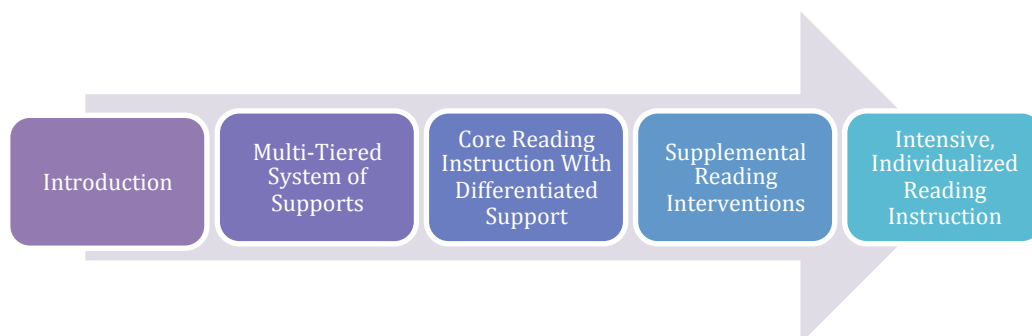 Introduction
Multi-Tiered
System of
Supports
Core Reading
Instruction WIth
Differentiated
Support
Supplemental
Reading
Interventions
Intensive,
Individualized
Reading
Instruction